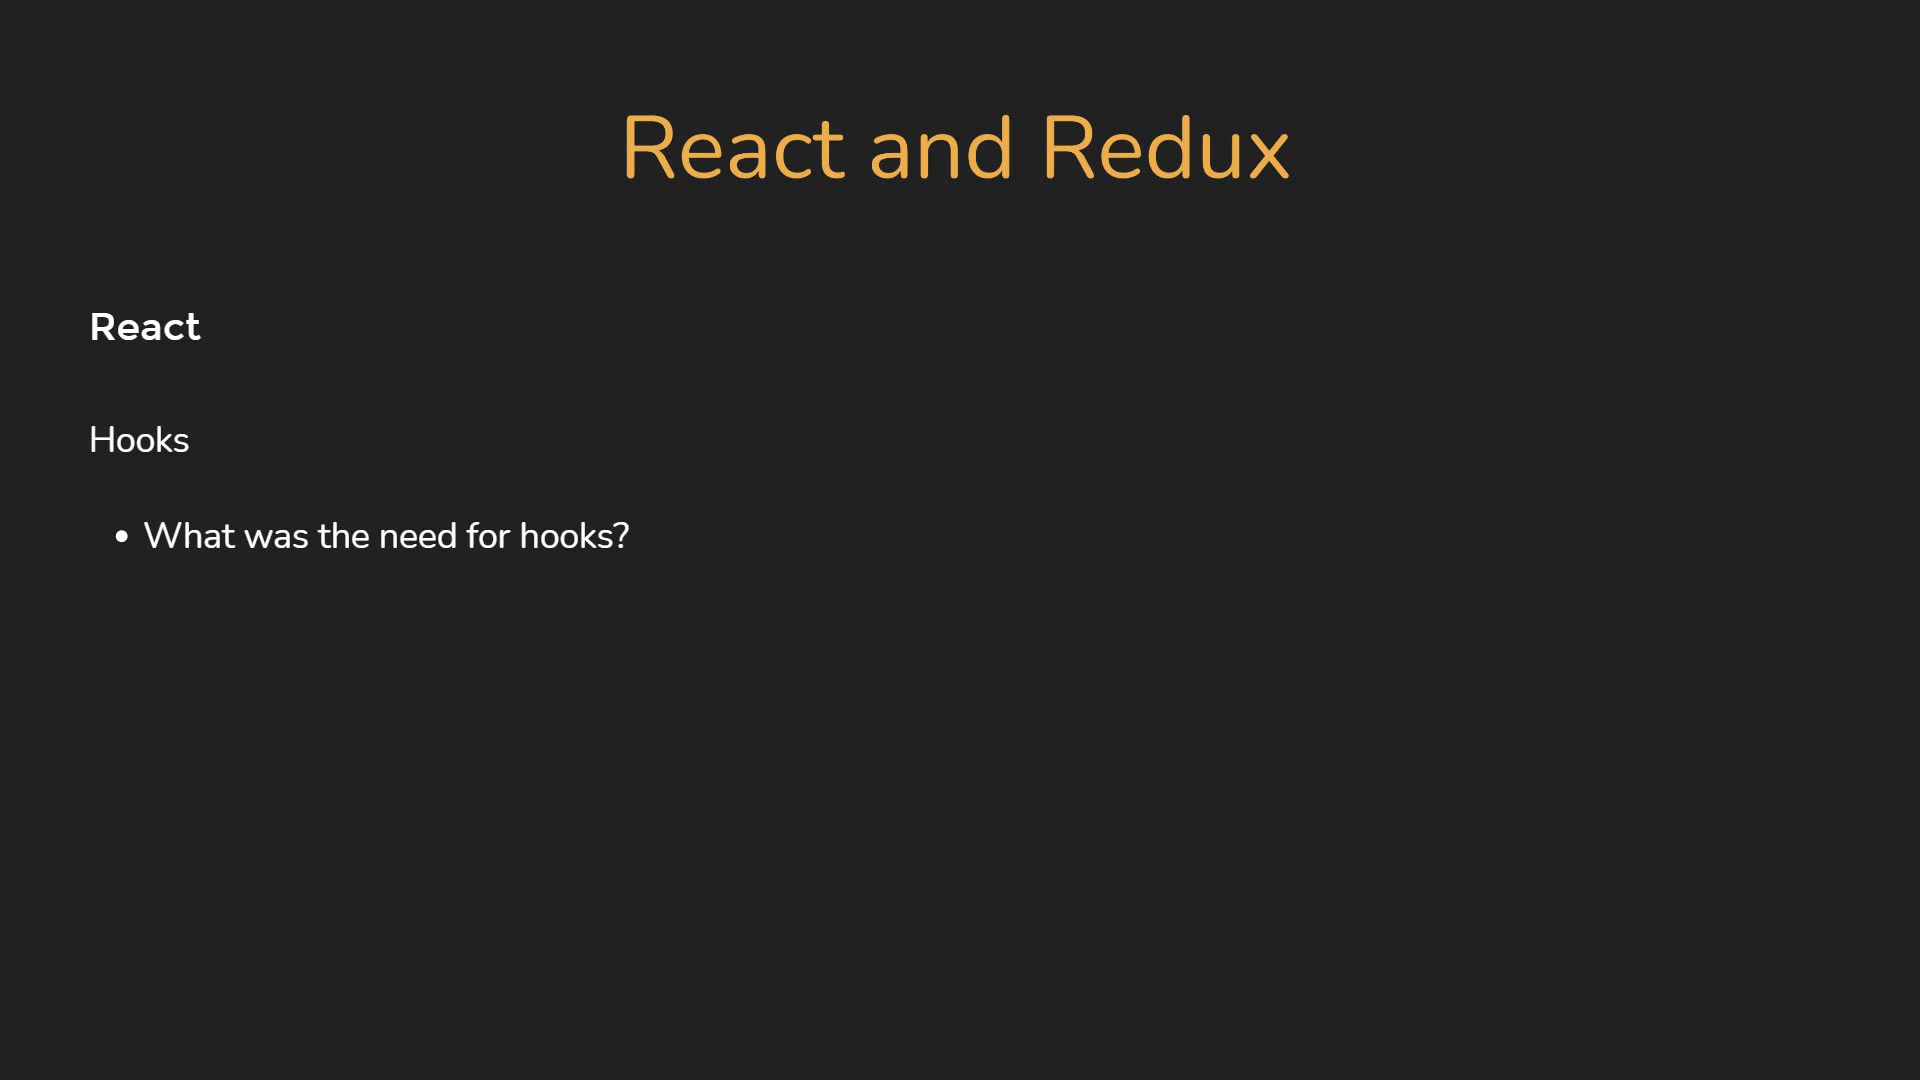 React and Redux
React
Hooks
• What was the need for hooks?